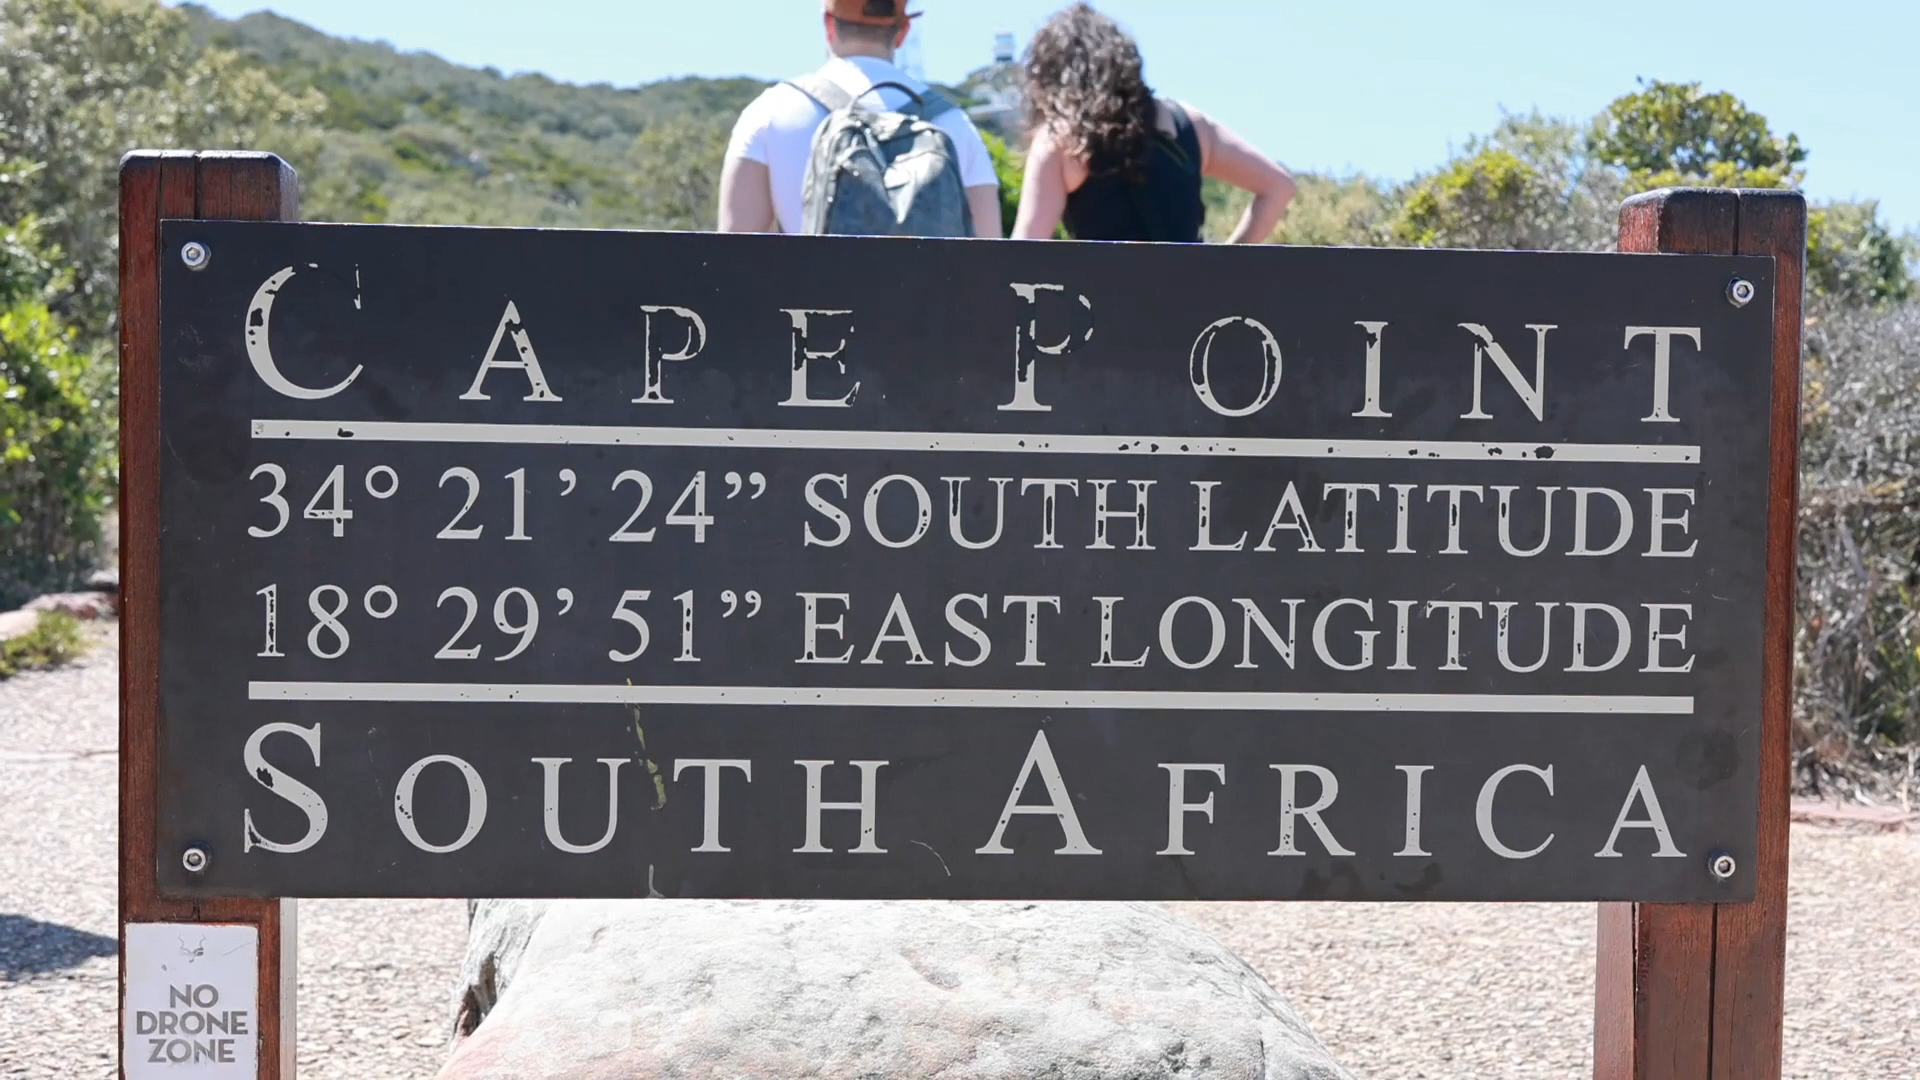 CAPE POINT
34° 21’ 24” SOUTH LATITUDE
18° 29’ 51” EAST LONGITUDE
SOUTH AFRICA
NO
DRONE
ZONE